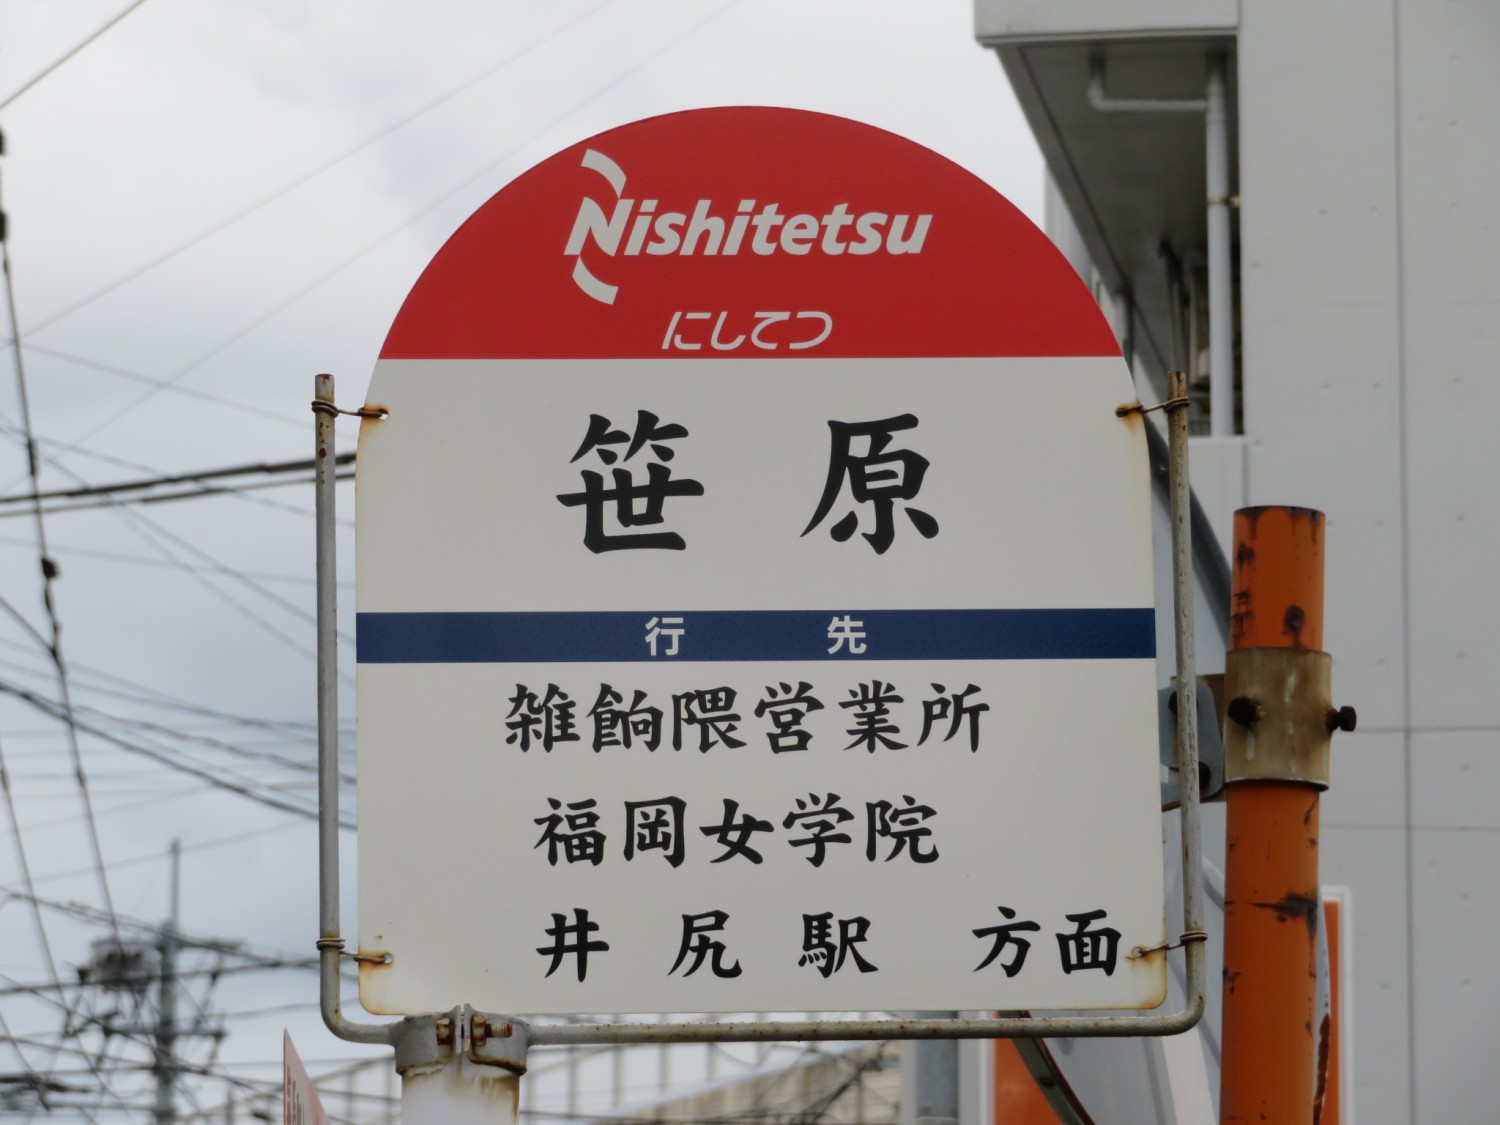 Nishitetsu
にしてつ
笹原
行先
雑餉隈営業所
福岡女学院
井尻駅 方面